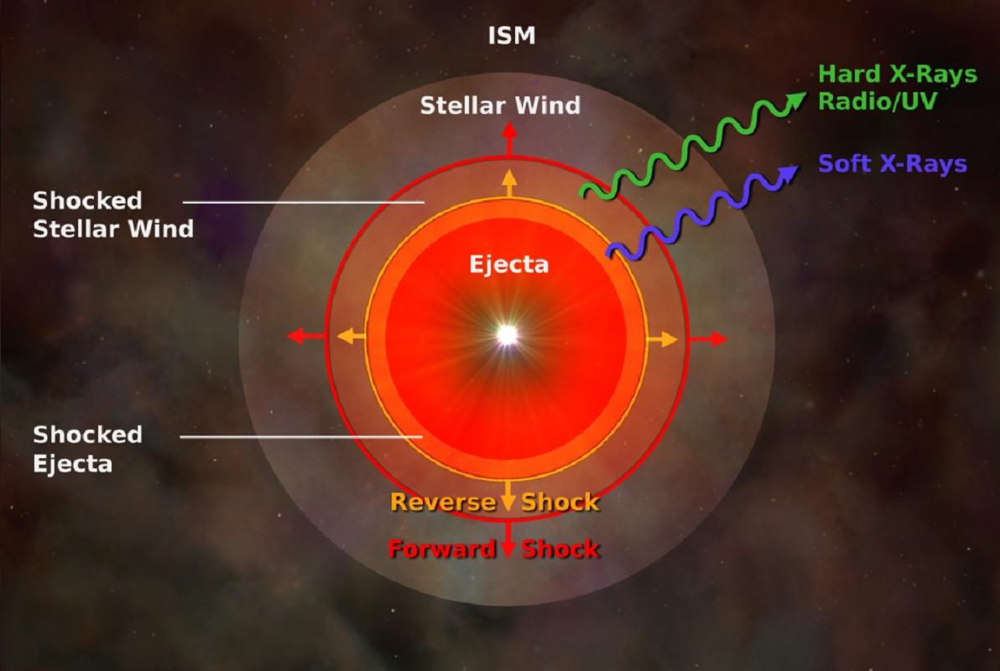 ISM
Hard X-Rays
Radio/UV
Stellar Wind
Soft X-Rays
Shocked
Stellar Wind
Ejecta
Shocked
Ejecta
Reverse Shock
Forward Shock